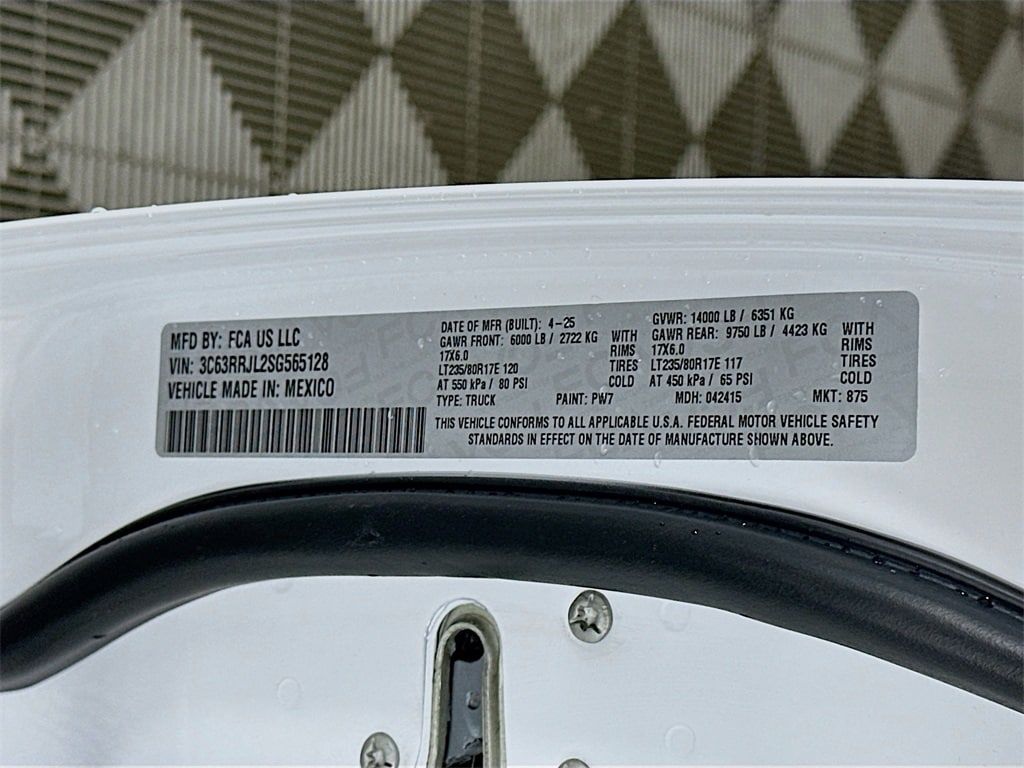 MFD BY: FCA US LLC
VIN: 3C63RRJL2SG565128
VEHICLE MADE IN: MEXICO
DATE OF MFR (BUILT): 4-25
GAWR FRONT: 6000 LB / 2722 KG WITH
17X6.0 RIMS
LT235/80R17E 120 TIRES
AT 550 kPa / 80 PSI COLD
TYPE: TRUCK PAINT: PW7
GVWR: 14000 LB / 6351 KG
GAWR REAR: 9750 LB / 4423 KG WITH
17X6.0 RIMS
LT235/80R17E 117 TIRES
AT 450 kPa / 65 PSI COLD
MDH: 042415 MKT: 875
THIS VEHICLE CONFORMS TO ALL APPLICABLE U.S.A. FEDERAL MOTOR VEHICLE SAFETY
STANDARDS IN EFFECT ON THE DATE OF MANUFACTURE SHOWN ABOVE.